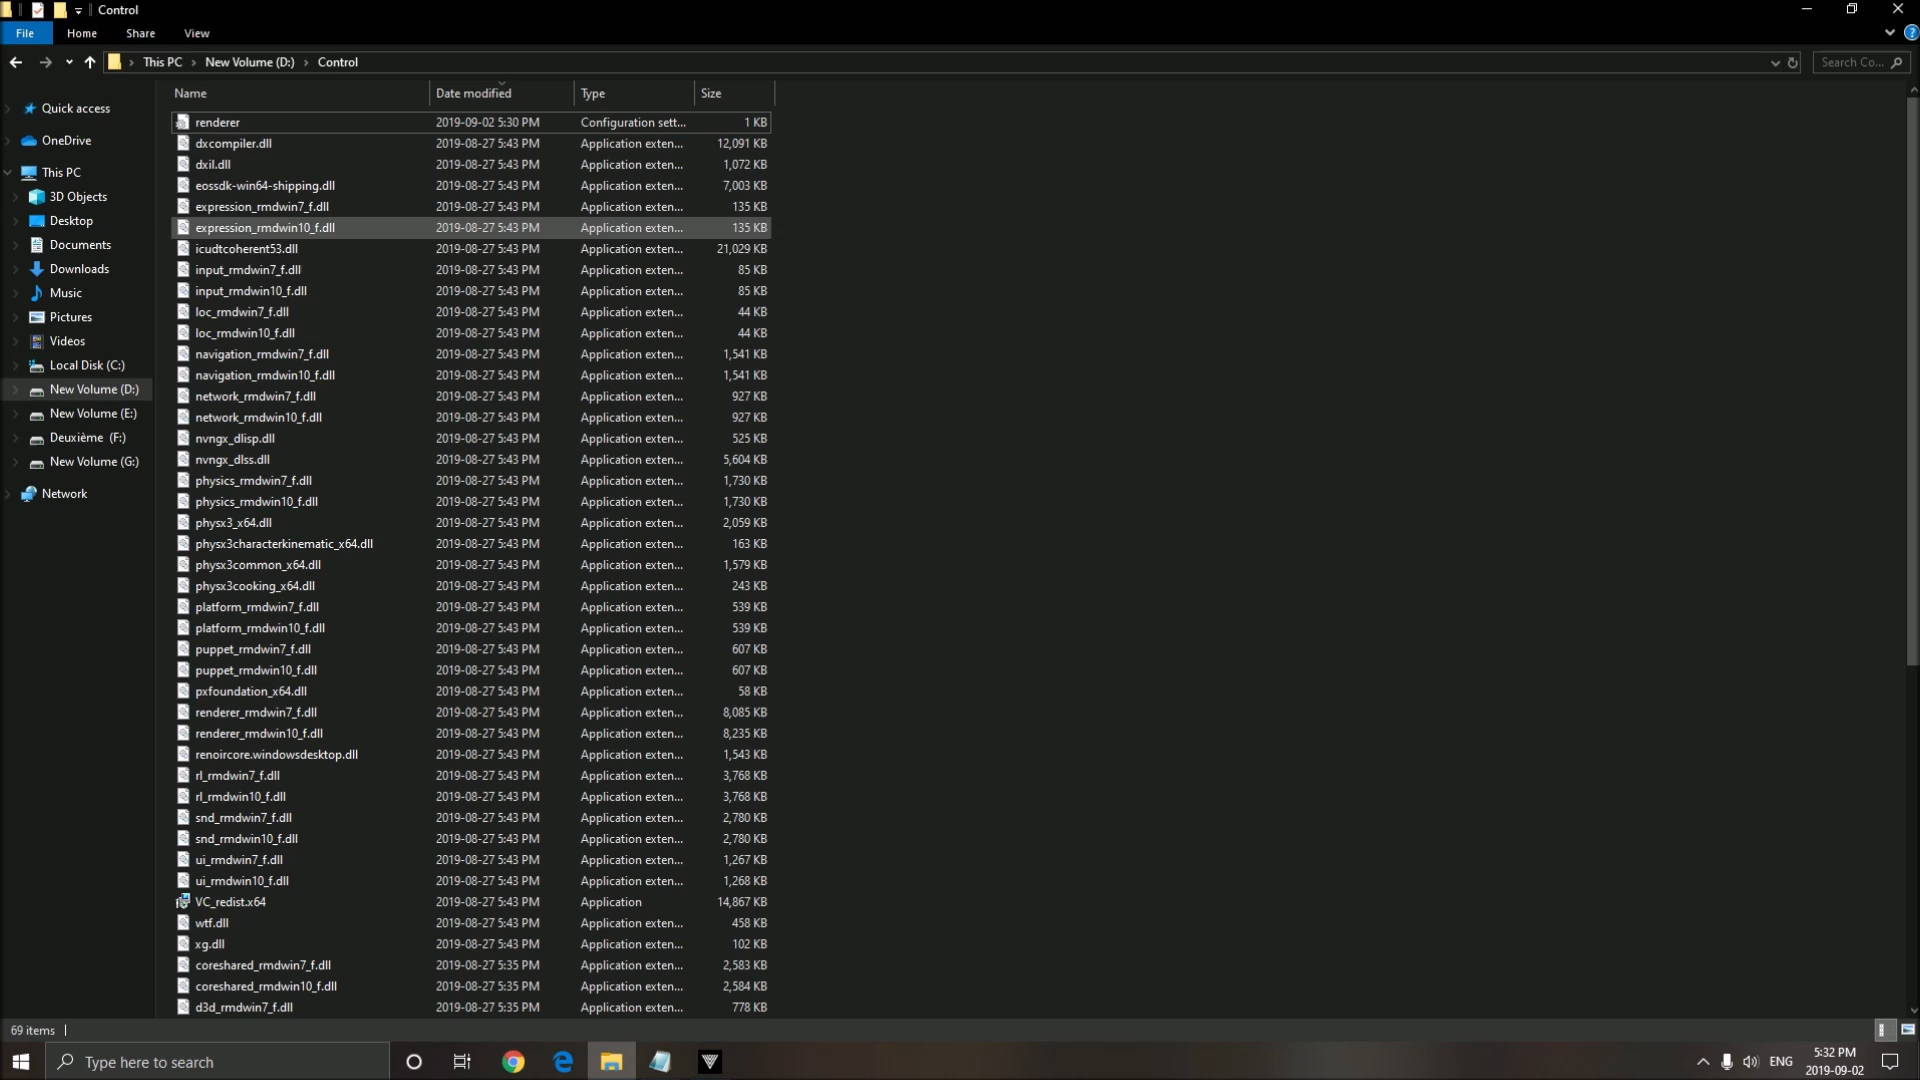 Control
File Home Share View
This PC New Volume (D:) Control
Search Co...
Name Date modified Type Size
Quick access
OneDrive
This PC
3D Objects
Desktop
Documents
Downloads
Music
Pictures
Videos
Local Disk (C:)
New Volume (D:)
New Volume (E:)
Deuxième (F:)
New Volume (G:)
Network
renderer 2019-09-02 5:30 PM Configuration sett... 1 KB
dxcompiler.dll 2019-08-27 5:43 PM Application exten... 12,091 KB
dxil.dll 2019-08-27 5:43 PM Application exten... 1,072 KB
eossdk-win64-shipping.dll 2019-08-27 5:43 PM Application exten... 7,003 KB
expression_rmdwin7_f.dll 2019-08-27 5:43 PM Application exten... 135 KB
expression_rmdwin10_f.dll 2019-08-27 5:43 PM Application exten... 135 KB
icudtcoherent53.dll 2019-08-27 5:43 PM Application exten... 21,029 KB
input_rmdwin7_f.dll 2019-08-27 5:43 PM Application exten... 85 KB
input_rmdwin10_f.dll 2019-08-27 5:43 PM Application exten... 85 KB
loc_rmdwin7_f.dll 2019-08-27 5:43 PM Application exten... 44 KB
loc_rmdwin10_f.dll 2019-08-27 5:43 PM Application exten... 44 KB
navigation_rmdwin7_f.dll 2019-08-27 5:43 PM Application exten... 1,541 KB
navigation_rmdwin10_f.dll 2019-08-27 5:43 PM Application exten... 1,541 KB
network_rmdwin7_f.dll 2019-08-27 5:43 PM Application exten... 927 KB
network_rmdwin10_f.dll 2019-08-27 5:43 PM Application exten... 927 KB
nvngx_dlisp.dll 2019-08-27 5:43 PM Application exten... 525 KB
nvngx_dlss.dll 2019-08-27 5:43 PM Application exten... 5,604 KB
physics_rmdwin7_f.dll 2019-08-27 5:43 PM Application exten... 1,730 KB
physics_rmdwin10_f.dll 2019-08-27 5:43 PM Application exten... 1,730 KB
physx3_x64.dll 2019-08-27 5:43 PM Application exten... 2,059 KB
physx3characterkinematic_x64.dll 2019-08-27 5:43 PM Application exten... 163 KB
physx3common_x64.dll 2019-08-27 5:43 PM Application exten... 1,579 KB
physx3cooking_x64.dll 2019-08-27 5:43 PM Application exten... 243 KB
platform_rmdwin7_f.dll 2019-08-27 5:43 PM Application exten... 539 KB
platform_rmdwin10_f.dll 2019-08-27 5:43 PM Application exten... 539 KB
puppet_rmdwin7_f.dll 2019-08-27 5:43 PM Application exten... 607 KB
puppet_rmdwin10_f.dll 2019-08-27 5:43 PM Application exten... 607 KB
pxfoundation_x64.dll 2019-08-27 5:43 PM Application exten... 58 KB
renderer_rmdwin7_f.dll 2019-08-27 5:43 PM Application exten... 8,085 KB
renderer_rmdwin10_f.dll 2019-08-27 5:43 PM Application exten... 8,235 KB
renoircore.windowsdesktop.dll 2019-08-27 5:43 PM Application exten... 1,543 KB
rl_rmdwin7_f.dll 2019-08-27 5:43 PM Application exten... 3,768 KB
rl_rmdwin10_f.dll 2019-08-27 5:43 PM Application exten... 3,768 KB
snd_rmdwin7_f.dll 2019-08-27 5:43 PM Application exten... 2,780 KB
snd_rmdwin10_f.dll 2019-08-27 5:43 PM Application exten... 2,780 KB
ui_rmdwin7_f.dll 2019-08-27 5:43 PM Application exten... 1,267 KB
ui_rmdwin10_f.dll 2019-08-27 5:43 PM Application exten... 1,268 KB
VC_redist.x64 2019-08-27 5:43 PM Application 14,867 KB
wtf.dll 2019-08-27 5:43 PM Application exten... 458 KB
xg.dll 2019-08-27 5:43 PM Application exten... 102 KB
coreshared_rmdwin7_f.dll 2019-08-27 5:35 PM Application exten... 2,583 KB
coreshared_rmdwin10_f.dll 2019-08-27 5:35 PM Application exten... 2,584 KB
d3d_rmdwin7_f.dll 2019-08-27 5:35 PM Application exten... 778 KB
69 items
Type here to search
ENG
5:32 PM
2019-09-02